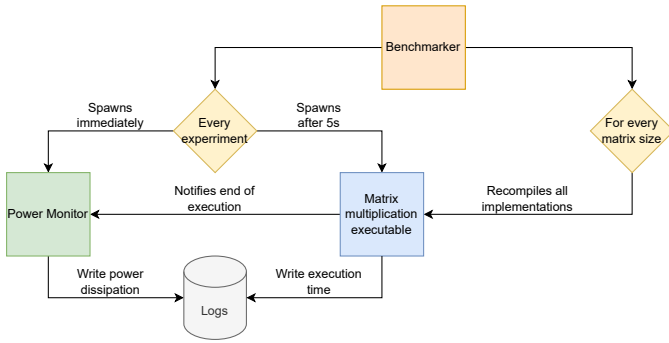 Benchmarker
Spawns
immediately
Every
experriment
Spawns
after 5s
For every
matrix size
Power Monitor
Notifies end of
execution
Matrix
multiplication
executable
Recompiles all
implementations
Write power
dissipation
Logs
Write execution
time